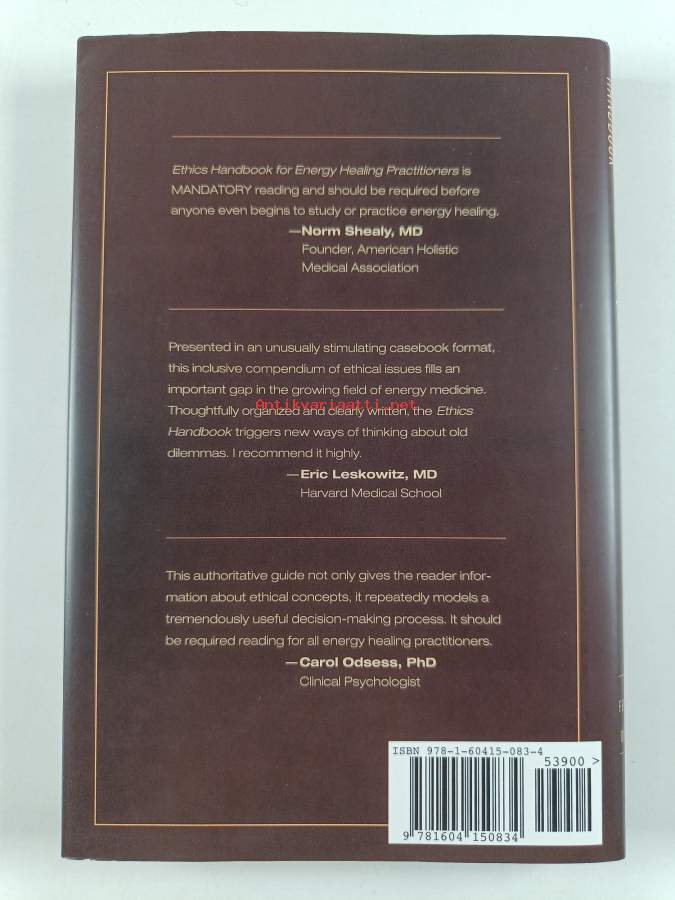 Ethics Handbook for Energy Healing Practitioners is
MANDATORY reading and should be required before
anyone even begins to study or practice energy healing.
—Norm Shealy, MD
Founder, American Holistic
Medical Association
Presented in an unusually stimulating casebook format,
this inclusive compendium of ethical issues fills an
important gap in the growing field of energy medicine.
Antikvariaatti.net
Thoughtfully organized and clearly written, the Ethics
Handbook triggers new ways of thinking about old
dilemmas. I recommend it highly.
—Eric Leskowitz, MD
Harvard Medical School
This authoritative guide not only gives the reader infor-
mation about ethical concepts, it repeatedly models a
tremendously useful decision-making process. It should
be required reading for all energy healing practitioners.
—Carol Odsess, PhD
Clinical Psychologist
ISBN 978-1-60415-083-4
53900 >
9 781604 150834